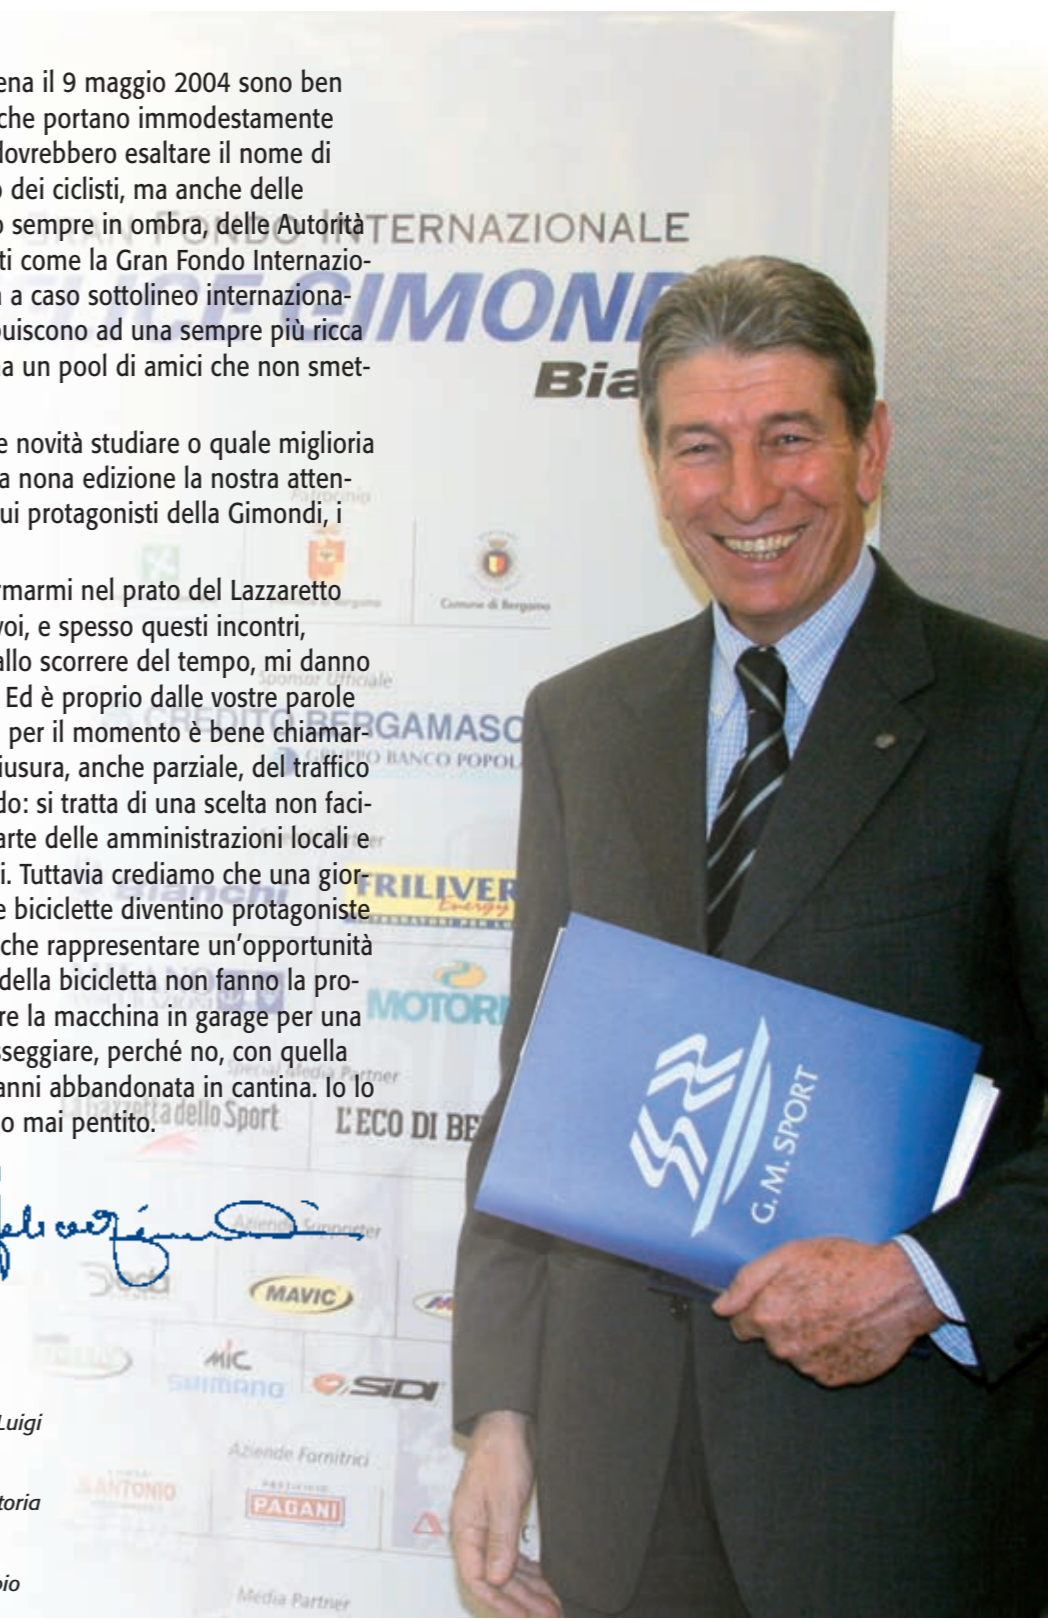 ena il 9 maggio 2004 sono ben
che portano immodestamente
dovrebbero esaltare il nome di
o dei ciclisti, ma anche delle
o sempre in ombra, delle Autorità
ti come la Gran Fondo Internazio-
a caso sottolineo internaziona-
buiscono ad una sempre più ricca
a un pool di amici che non smet-
e novità studiare o quale miglioria
a nona edizione la nostra atten-
ui protagonisti della Gimondi, i
rmarmi nel prato del Lazzaretto
voi, e spesso questi incontri,
allo scorrere del tempo, mi danno
Ed è proprio dalle vostre parole
per il momento è bene chiamar-
iusura, anche parziale, del traffico
do: si tratta di una scelta non faci-
arte delle amministrazioni locali e
i. Tuttavia crediamo che una gior-
e biciclette diventino protagoniste
che rappresentare un'opportunità
della bicicletta non fanno la pro-
re la macchina in garage per una
sseggiare, perché no, con quella
anni abbandonata in cantina. Io lo
o mai pentito.
Luigi
toria
pio
GRAN FONDO INTERNAZIONALE
FELICE GIMOND
Bia
Patrocinio
Comune di Bergamo
Sponsor Ufficiale
CREDITO BERGAMASC
GRUPPO BANCO POPOL
Partner
Bianchi
FRILIVER
Energy
MOTORE
Special Media Partner
La Gazzetta dello Sport
L'ECO DI BE
Aziende Supporter
Deda
MAVIC
MIC
SHIMANO
SIDI
Aziende Fornitrici
S.ANTONIO
PASTIFICIO
PAGANI
Media Partner
G. M. SPORT